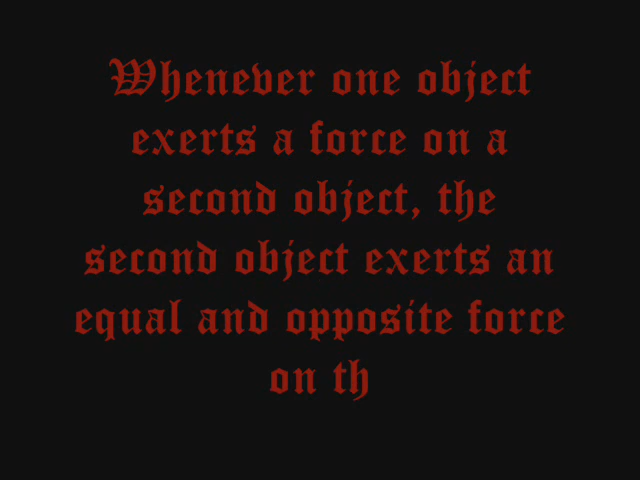 Whenever one object
exerts a force on a
second object, the
second object exerts an
equal and opposite force
on th